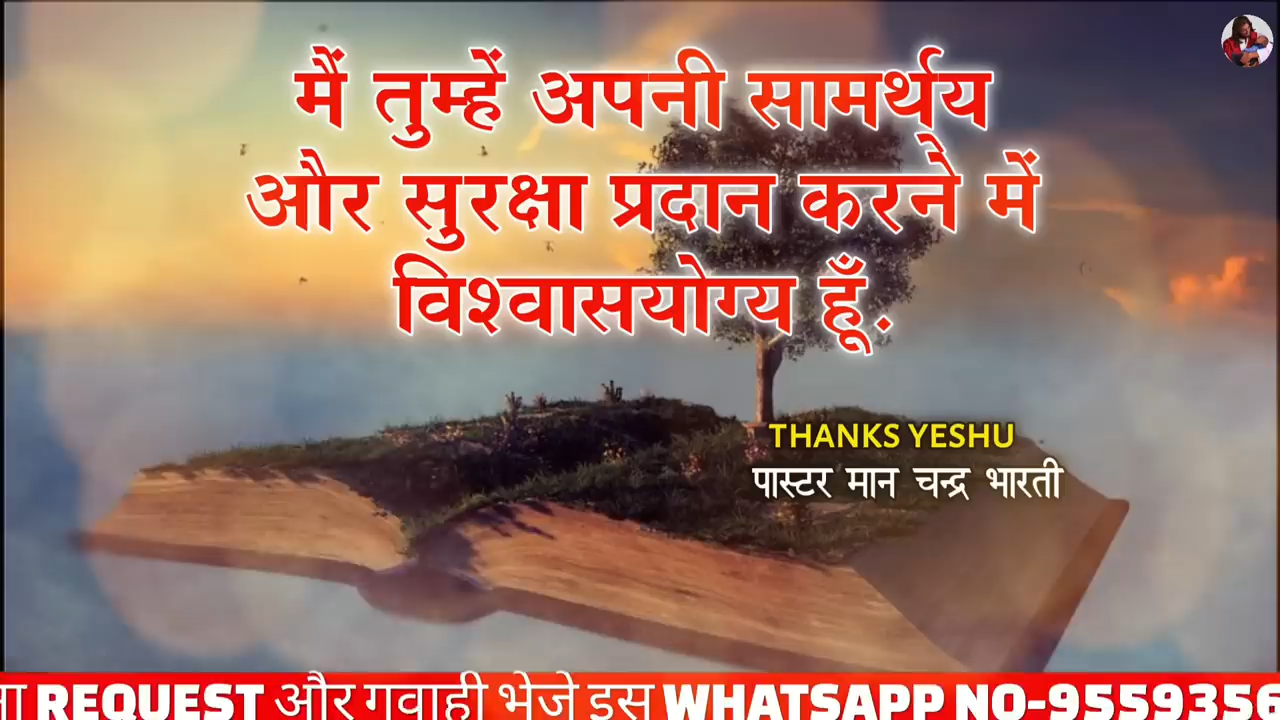 मैं तुम्हें अपनी सामर्थ्य
और सुरक्षा प्रदान करने में
विश्वासयोग्य हूँ.
THANKS YESHU
पास्टर मान चन्द्र भारती
REQUEST और गवाही भेजे इस WHATSAPP NO-9559356